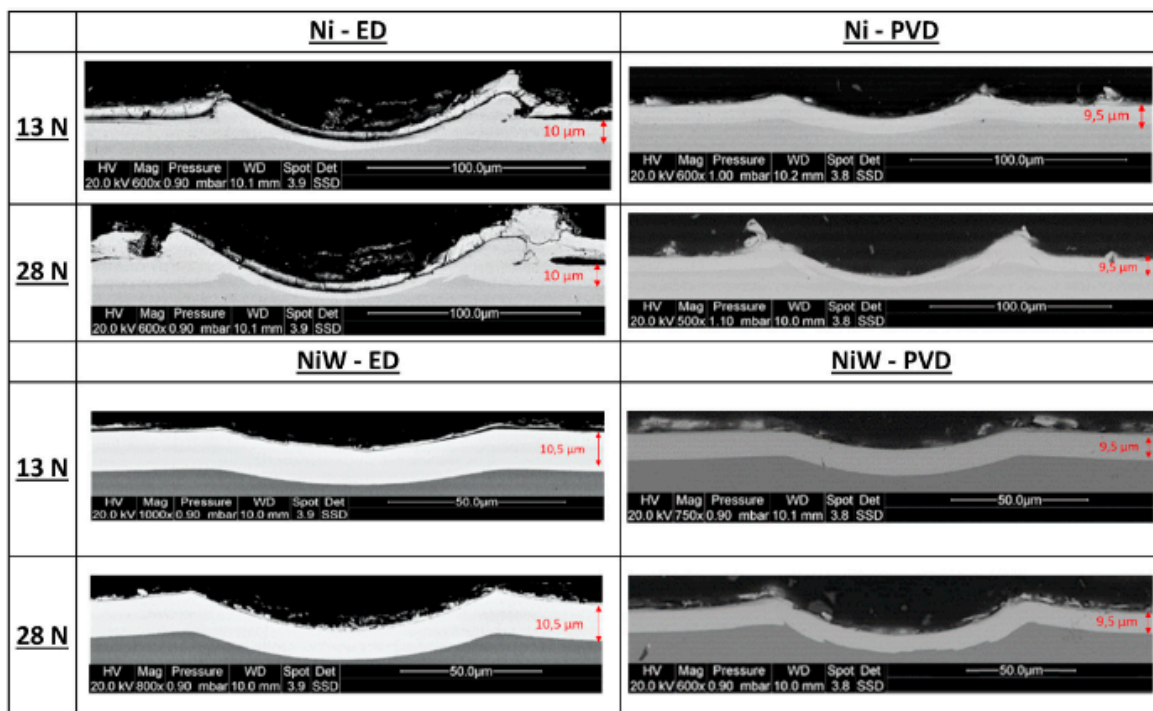 Ni - ED
Ni - PVD
13 N
10 µm
HV Mag Pressure WD Spot Det
20.0 kV 600x 0.90 mbar 10.1 mm 3.9 SSD
100.0µm
9,5 µm
HV Mag Pressure WD Spot Det
20.0 kV 600x 1.00 mbar 10.2 mm 3.8 SSD
100.0µm
28 N
10 µm
HV Mag Pressure WD Spot Det
20.0 kV 600x 0.90 mbar 10.1 mm 3.9 SSD
100.0µm
9,5 µm
HV Mag Pressure WD Spot Det
20.0 kV 500x 1.10 mbar 10.0 mm 3.8 SSD
100.0µm
NiW - ED
NiW - PVD
13 N
10,5 µm
HV Mag Pressure WD Spot Det
20.0 kV 1000x 0.90 mbar 10.0 mm 3.9 SSD
50.0µm
9,5 µm
HV Mag Pressure WD Spot Det
20.0 kV 750x 0.90 mbar 10.1 mm 3.8 SSD
50.0µm
28 N
10,5 µm
HV Mag Pressure WD Spot Det
20.0 kV 800x 0.90 mbar 10.0 mm 3.9 SSD
50.0µm
9,5 µm
HV Mag Pressure WD Spot Det
20.0 kV 600x 0.90 mbar 10.0 mm 3.8 SSD
50.0µm